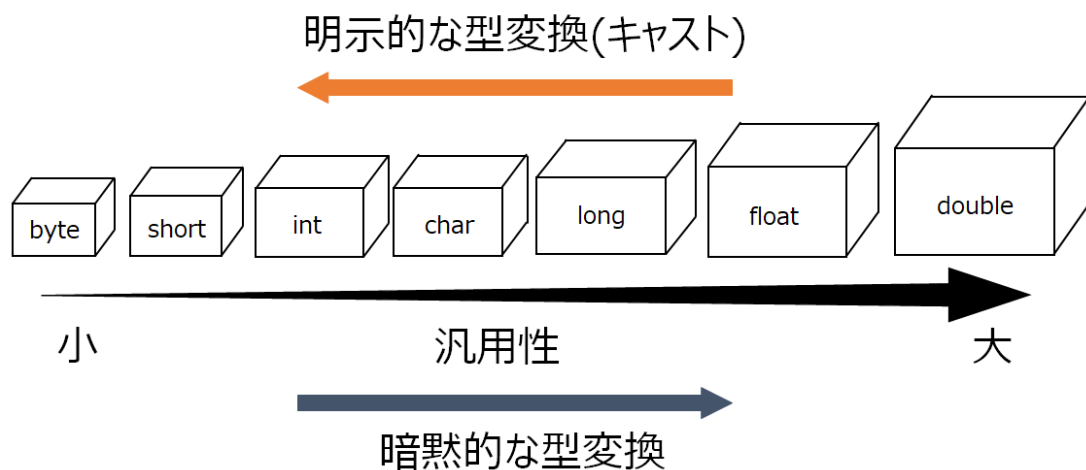 明示的な型変換(キャスト)
byte short int char long float double
小 汎用性 大
暗黙的な型変換